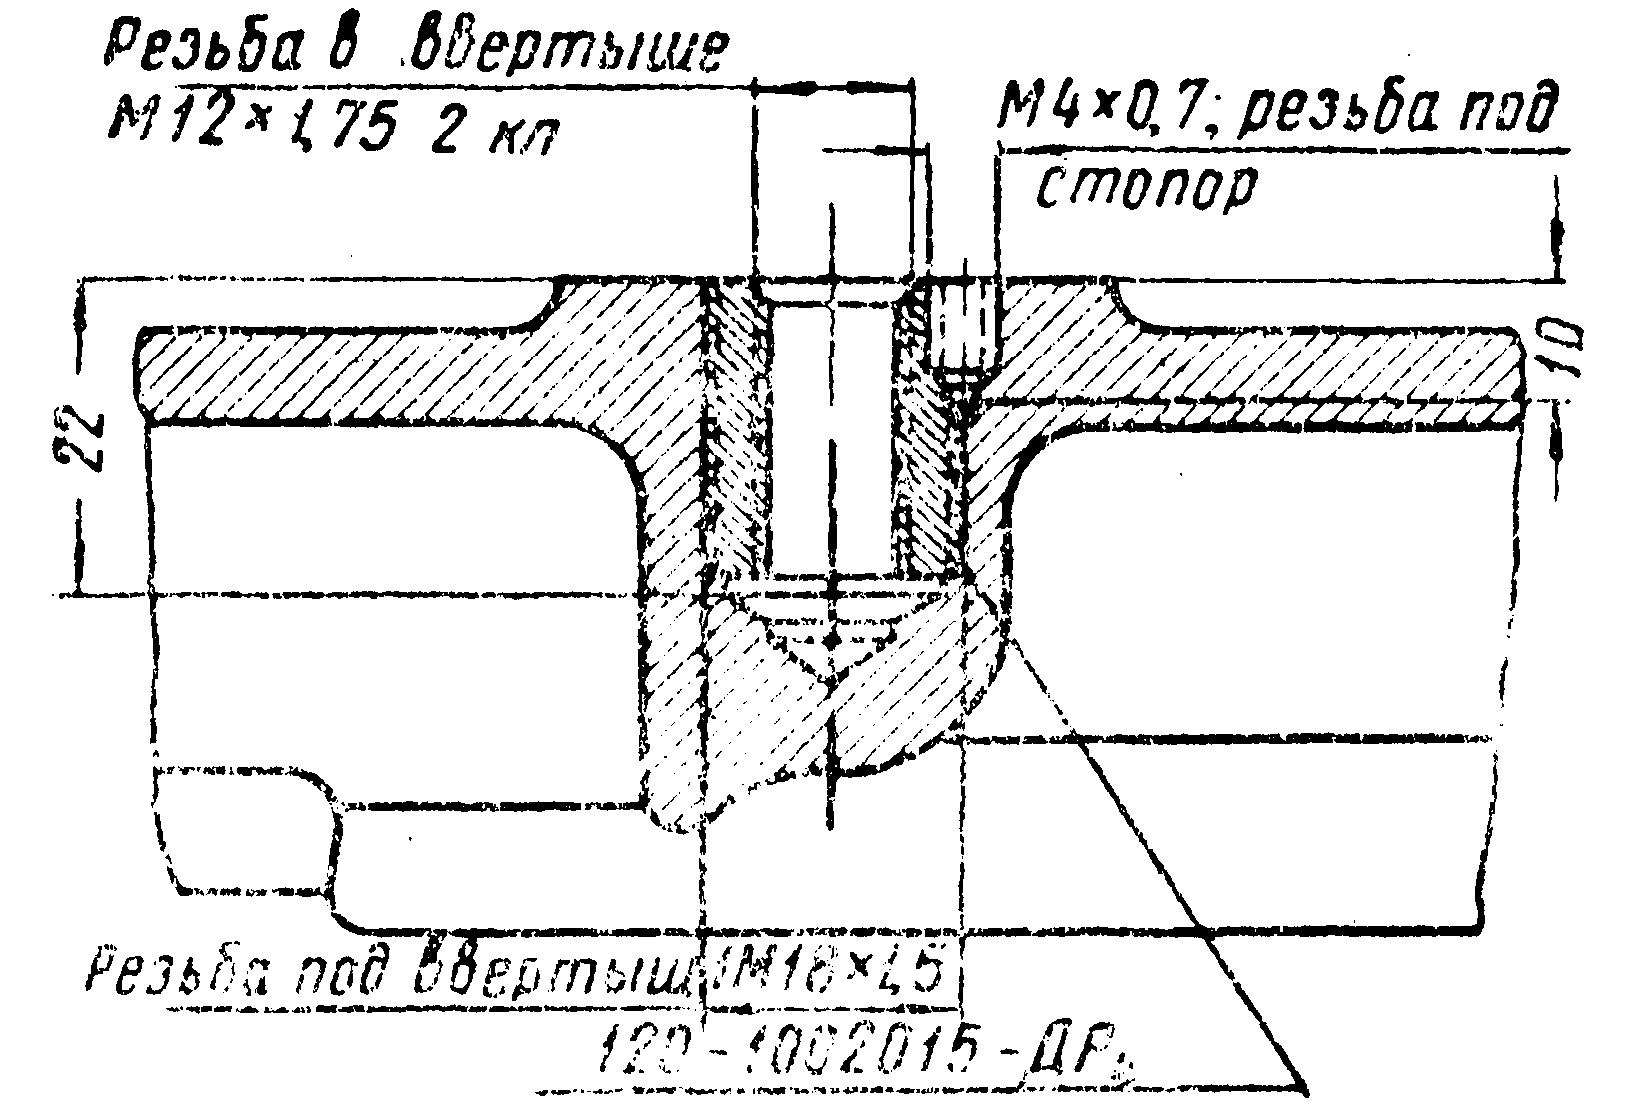 Резьба в ввертыше
М12×1,75 2 кл
М4×0,7; резьба под
стопор
22
10
Резьба под ввертыш 1М18×1,5
120-1002015-ДР